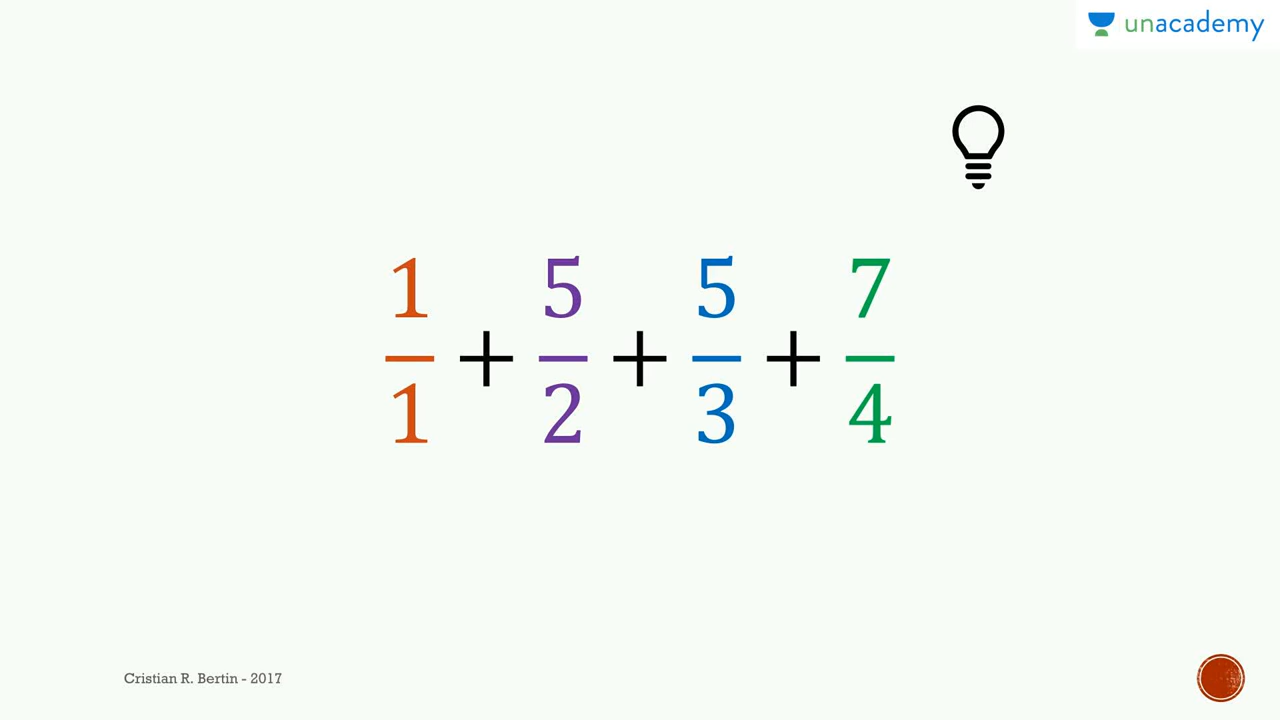 unacademy
1/1 + 5/2 + 5/3 + 7/4
Cristian R. Bertin - 2017